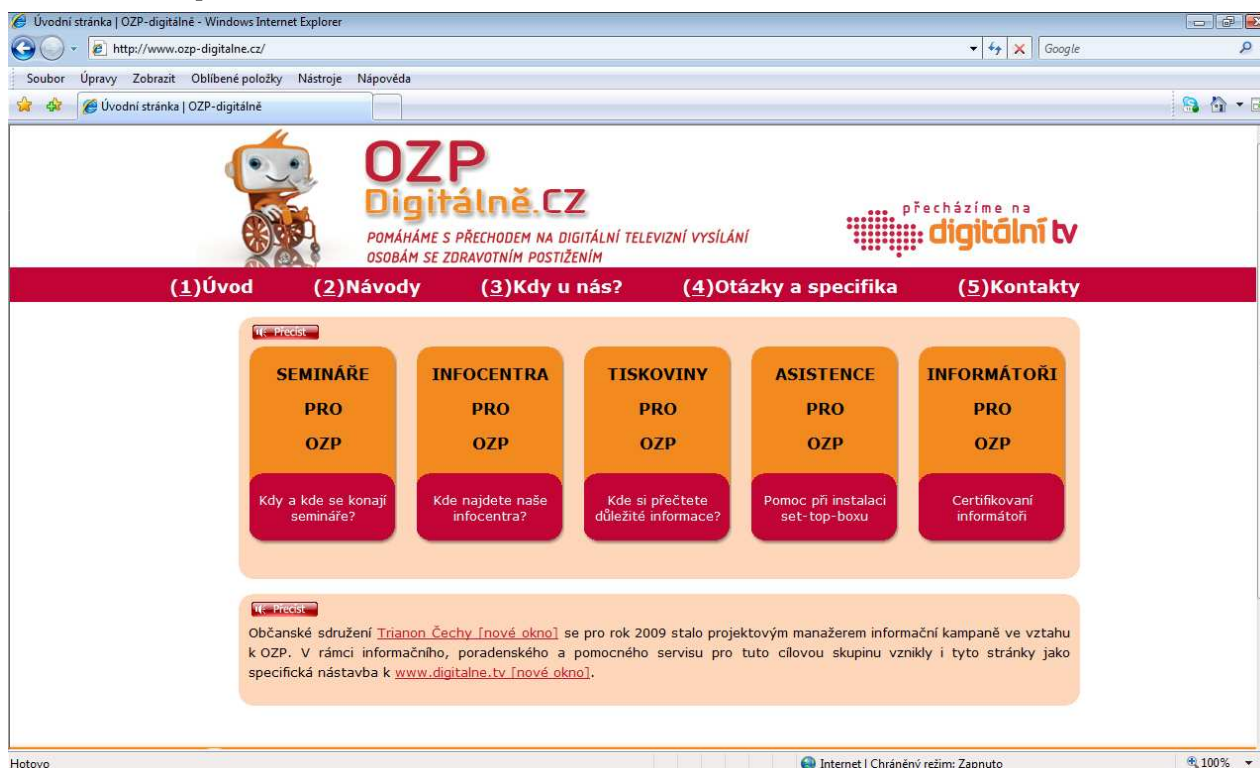 Úvodní stránka | OZP-digitálně - Windows Internet Explorer
http://www.ozp-digitalne.cz/
Google
Soubor Úpravy Zobrazit Oblíbené položky Nástroje Nápověda
Úvodní stránka | OZP-digitálně
OZP
Digitálně.CZ
POMÁHÁME S PŘECHODEM NA DIGITÁLNÍ TELEVIZNÍ VYSÍLÁNÍ
OSOBÁM SE ZDRAVOTNÍM POSTIŽENÍM
přecházíme na
digitální tv
(1)Úvod (2)Návody (3)Kdy u nás? (4)Otázky a specifika (5)Kontakty
Přečíst
SEMINÁŘE
PRO
OZP
Kdy a kde se konají
semináře?
INFOCENTRA
PRO
OZP
Kde najdete naše
infocentra?
TISKOVINY
PRO
OZP
Kde si přečtete
důležité informace?
ASISTENCE
PRO
OZP
Pomoc při instalaci
set-top-boxu
INFORMÁTOŘI
PRO
OZP
Certifikovaní
informátoři
Přečíst
Občanské sdružení Trianon Čechy [nové okno] se pro rok 2009 stalo projektovým manažerem informační kampaně ve vztahu
k OZP. V rámci informačního, poradenského a pomocného servisu pro tuto cílovou skupinu vznikly i tyto stránky jako
specifická nástavba k www.digitalne.tv [nové okno].
Hotovo
Internet | Chráněný režim: Zapnuto
100%